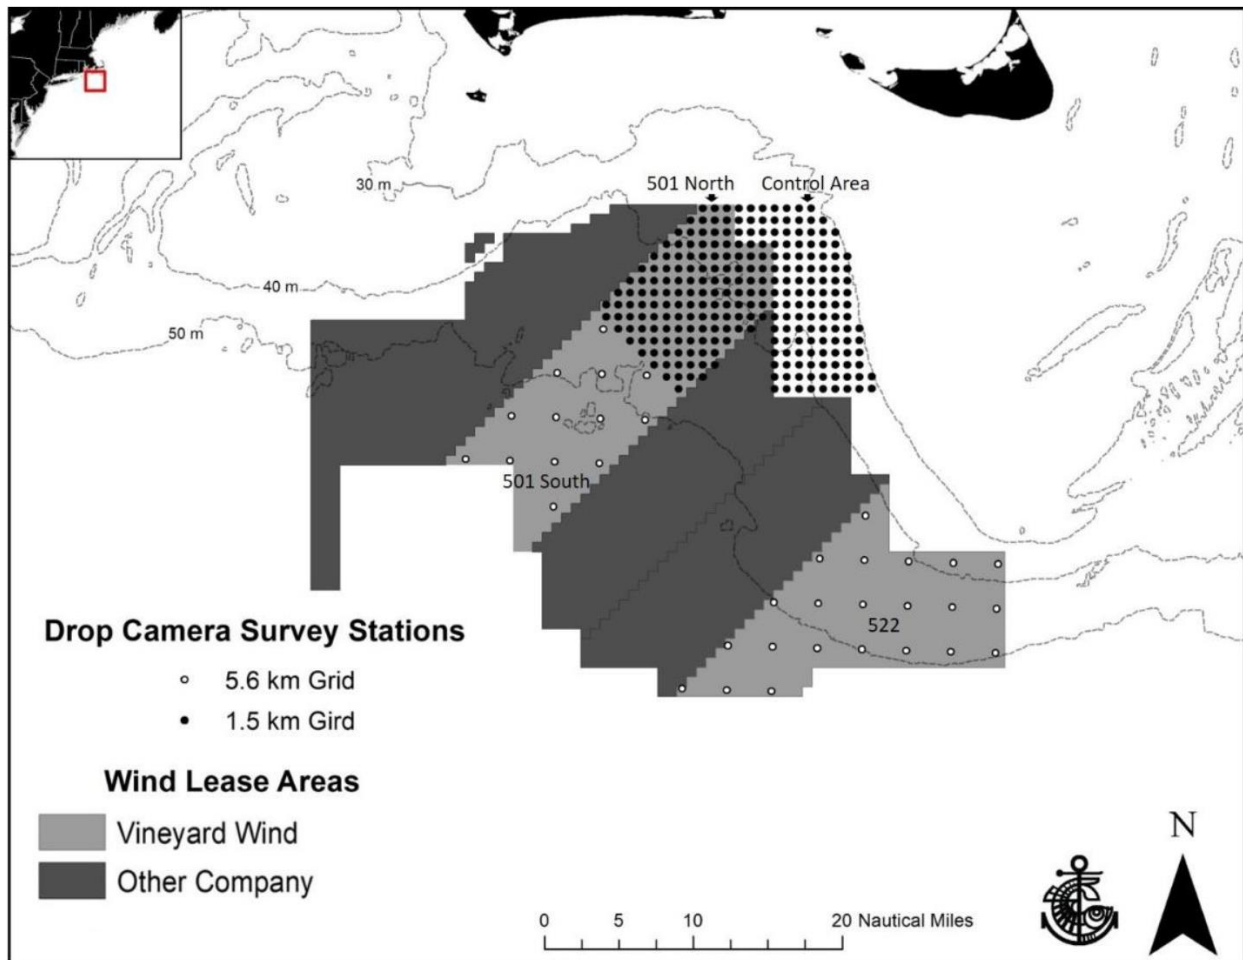 30 m
501 North
Control Area
40 m
50 m
501 South
522
Drop Camera Survey Stations
5.6 km Grid
1.5 km Gird
Wind Lease Areas
Vineyard Wind
Other Company
N
0 5 10 20 Nautical Miles